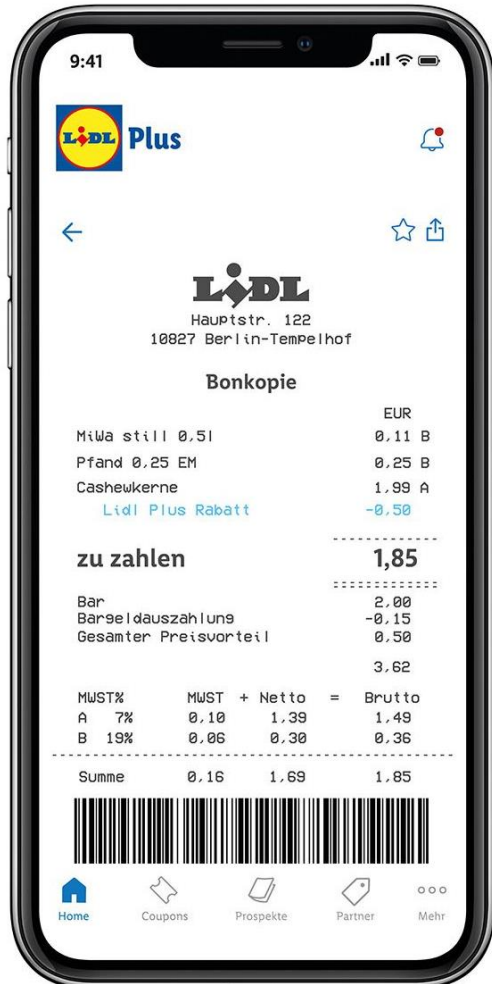 9:41
LiDL Plus
LiDL
Hauptstr. 122
10827 Berlin-Tempelhof
Bonkopie
EUR
MiWa still 0,5l 0,11 B
Pfand 0,25 EM 0,25 B
Cashewkerne 1,99 A
Lidl Plus Rabatt -0,50
zu zahlen 1,85
Bar 2,00
Bargeldauszahlung -0,15
Gesamter Preisvorteil 0,50
3,62
MWST% MWST + Netto = Brutto
A 7% 0,10 1,39 1,49
B 19% 0,06 0,30 0,36
Summe 0,16 1,69 1,85
Home Coupons Prospekte Partner Mehr